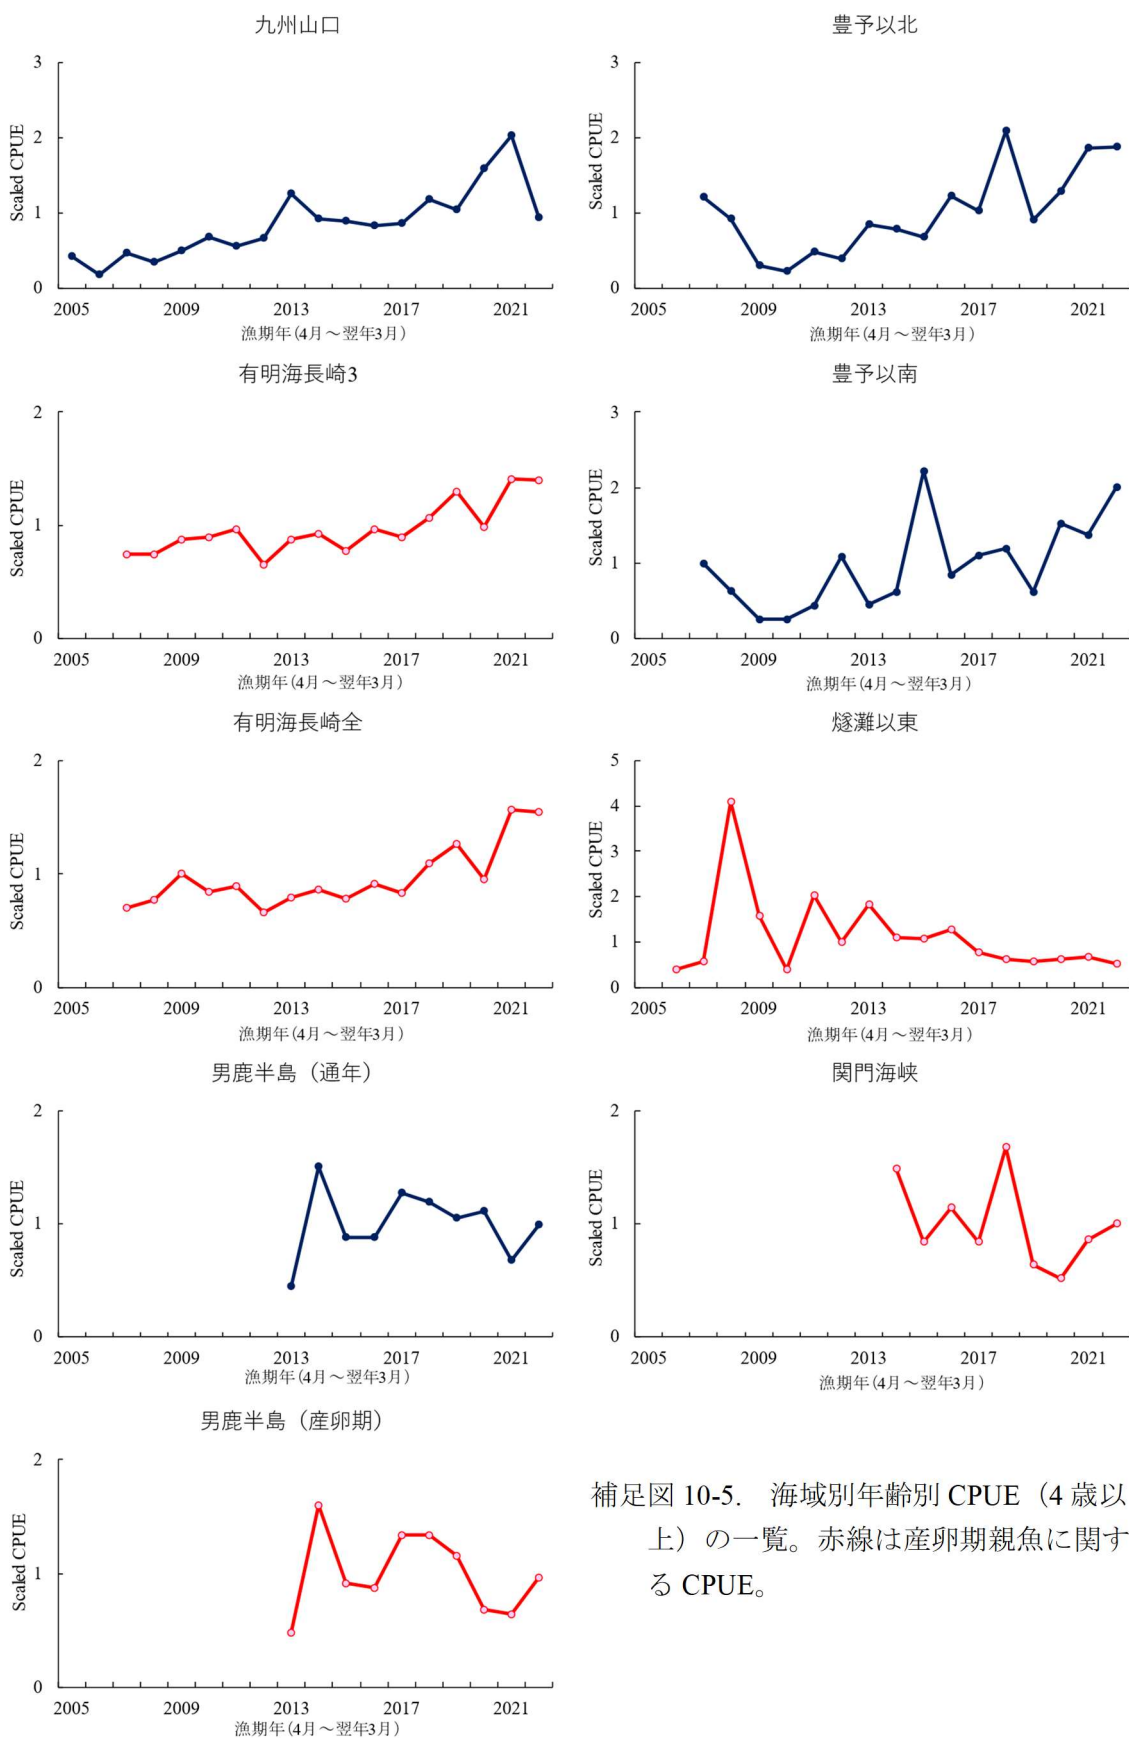 九州山口
3
2
1
0
Scaled CPUE
2005 2009 2013 2017 2021
漁期年(4月～翌年3月)
豊予以北
3
2
1
0
Scaled CPUE
2005 2009 2013 2017 2021
漁期年(4月～翌年3月)
有明海長崎3
2
1
0
Scaled CPUE
2005 2009 2013 2017 2021
漁期年(4月～翌年3月)
豊予以南
3
2
1
0
Scaled CPUE
2005 2009 2013 2017 2021
漁期年(4月～翌年3月)
有明海長崎全
2
1
0
Scaled CPUE
2005 2009 2013 2017 2021
漁期年(4月～翌年3月)
燧灘以東
5
4
3
2
1
0
Scaled CPUE
2005 2009 2013 2017 2021
漁期年(4月～翌年3月)
男鹿半島（通年）
2
1
0
Scaled CPUE
2005 2009 2013 2017 2021
漁期年(4月～翌年3月)
関門海峡
2
1
0
Scaled CPUE
2005 2009 2013 2017 2021
漁期年(4月～翌年3月)
男鹿半島（産卵期）
2
1
0
Scaled CPUE
2005 2009 2013 2017 2021
漁期年(4月～翌年3月)
補足図 10-5.　海域別年齢別 CPUE（4 歳以
上）の一覧。赤線は産卵期親魚に関す
る CPUE。